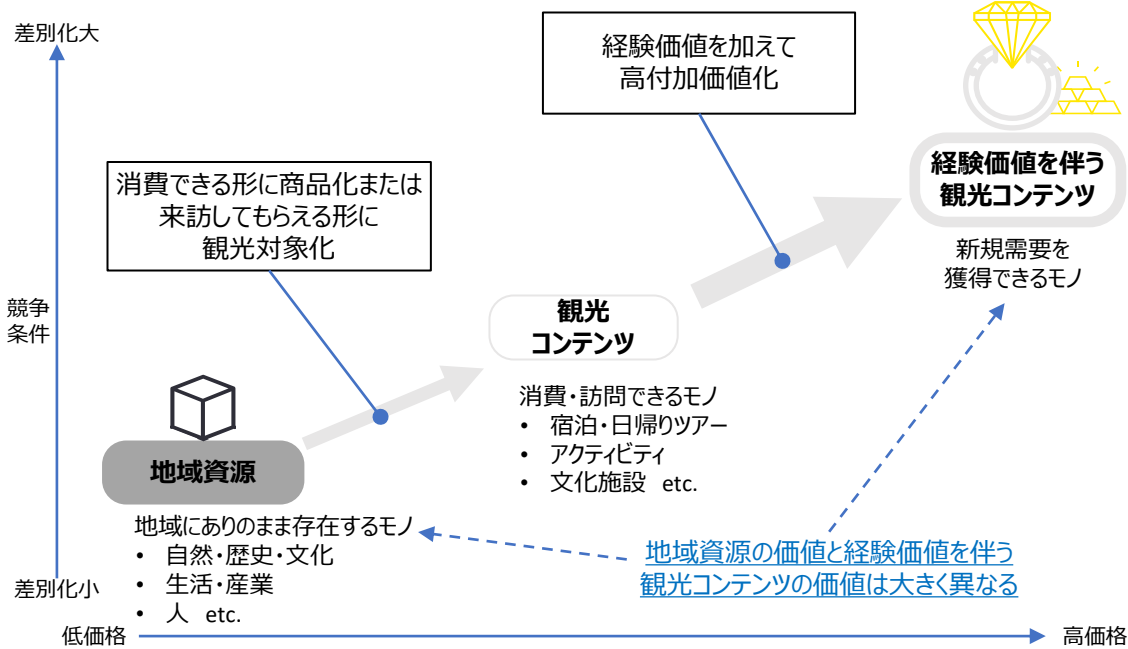 差別化大
経験価値を加えて
高付加価値化
経験価値を伴う
観光コンテンツ
新規需要を
獲得できるモノ
消費できる形に商品化または
来訪してもらえる形に
観光対象化
競争
条件
観光
コンテンツ
消費・訪問できるモノ
• 宿泊・日帰りツアー
• アクティビティ
• 文化施設 etc.
地域資源
地域にありのまま存在するモノ
• 自然・歴史・文化
• 生活・産業
• 人 etc.
地域資源の価値と経験価値を伴う
観光コンテンツの価値は大きく異なる
差別化小
低価格
高価格